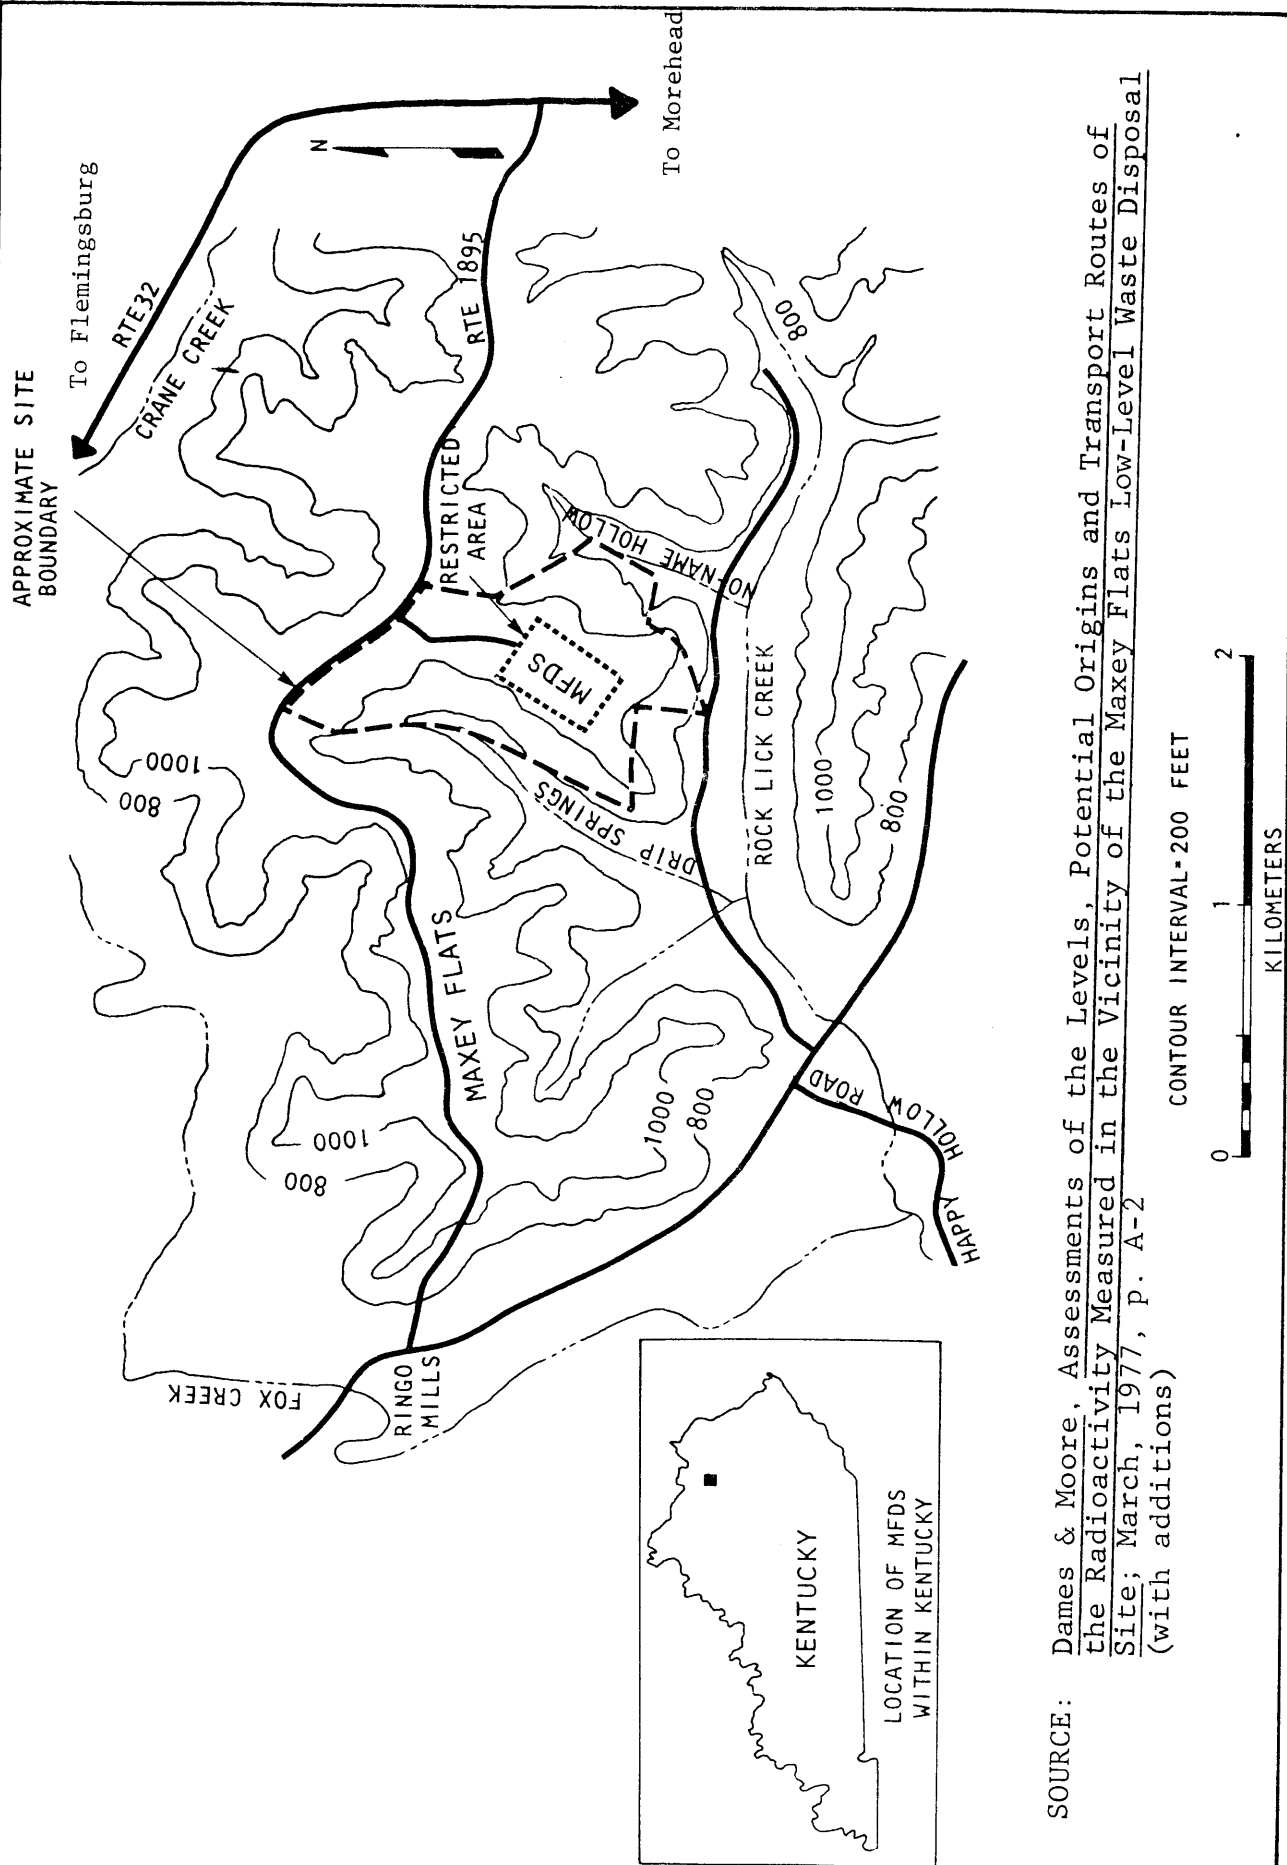 APPROXIMATE SITE
BOUNDARY
To Flemingsburg
RTE32
CRANE CREEK
N
To Morehead
RTE 1895
RESTRICTED
AREA
MFDS
NO-NAME HOLLOW
800
1000
800
DRIP SPRINGS
ROCK LICK CREEK
1000
800
MAXEY FLATS
1000
800
1000
800
FOX CREEK
RINGO
MILLS
HAPPY HOLLOW ROAD
KENTUCKY
LOCATION OF MFDS
WITHIN KENTUCKY
CONTOUR INTERVAL=200 FEET
0 1 2
KILOMETERS
SOURCE: Dames & Moore, Assessments of the Levels, Potential Origins and Transport Routes of
the Radioactivity Measured in the Vicinity of the Maxey Flats Low-Level Waste Disposal
Site; March, 1977, p. A-2
(with additions)